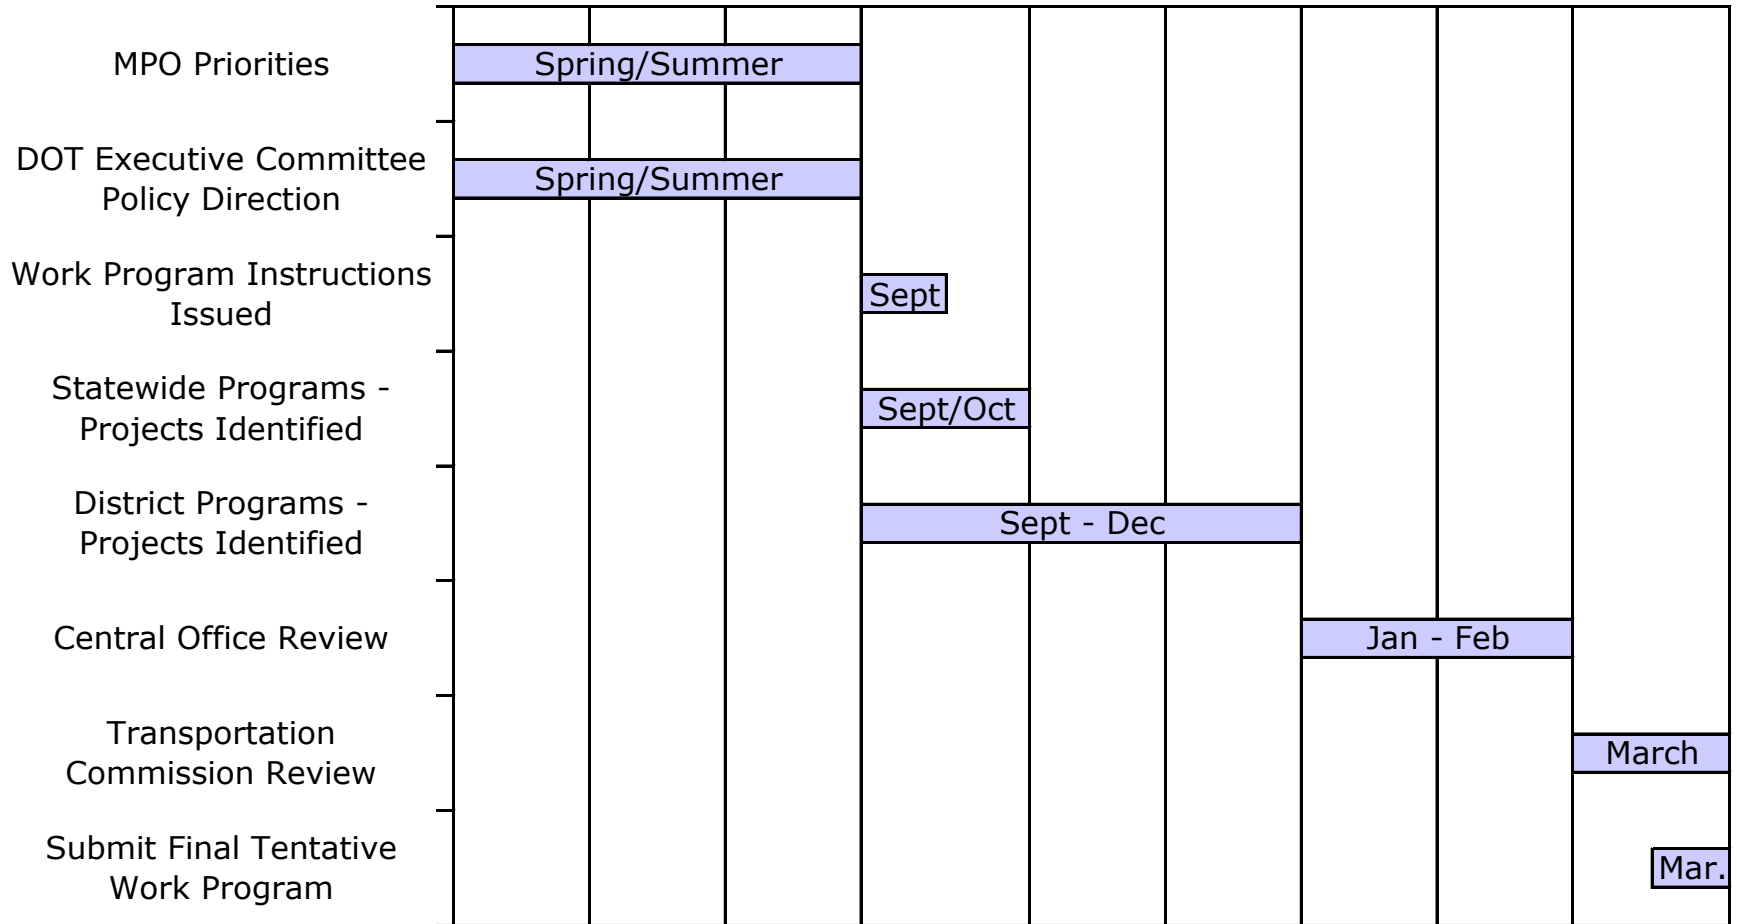 MPO Priorities
Spring/Summer
DOT Executive Committee
Policy Direction
Spring/Summer
Work Program Instructions
Issued
Sept
Statewide Programs -
Projects Identified
Sept/Oct
District Programs -
Projects Identified
Sept - Dec
Central Office Review
Jan - Feb
Transportation
Commission Review
March
Submit Final Tentative
Work Program
Mar.